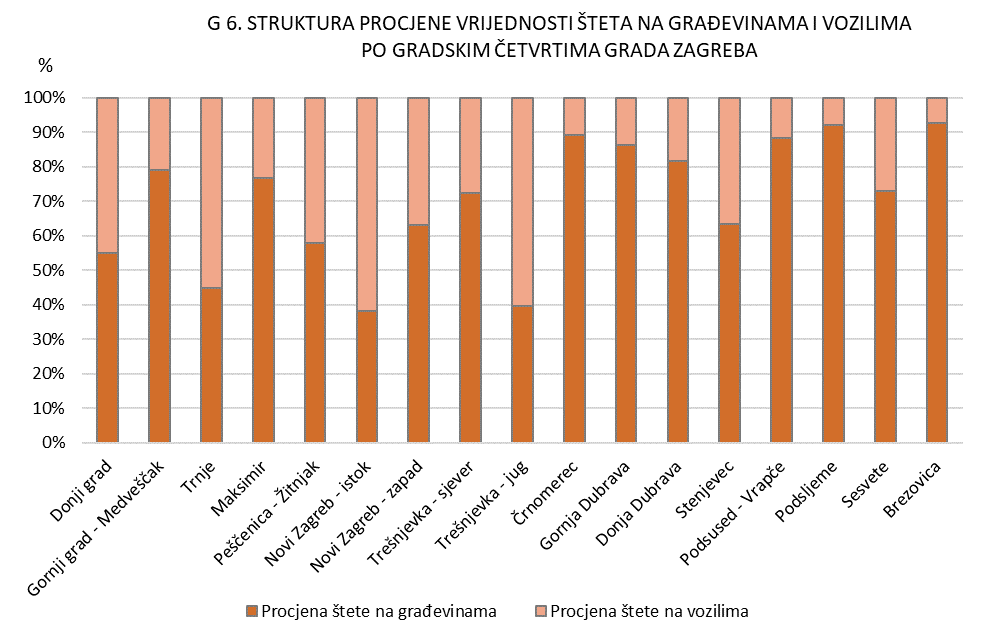 G 6. STRUKTURA PROCJENE VRIJEDNOSTI ŠTETA NA GRAĐEVINAMA I VOZILIMA
PO GRADSKIM ČETVRTIMA GRADA ZAGREBA
%
100%
90%
80%
70%
60%
50%
40%
30%
20%
10%
0%
Donji grad
Gornji grad - Medveščak
Trnje
Maksimir
Peščenica - Žitnjak
Novi Zagreb - istok
Novi Zagreb - zapad
Trešnjevka - sjever
Trešnjevka - jug
Črnomerec
Gornja Dubrava
Donja Dubrava
Stenjevec
Podsused - Vrapče
Podsljeme
Sesvete
Brezovica
Procjena štete na građevinama
Procjena štete na vozilima